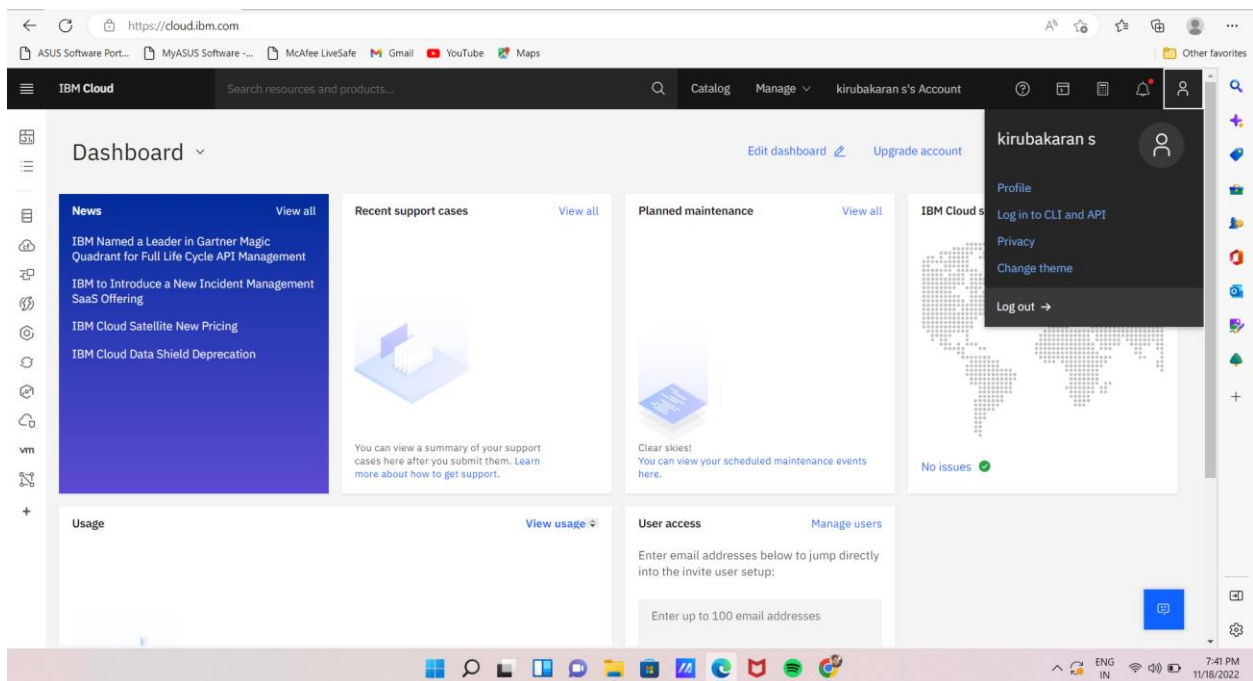 https://cloud.ibm.com
ASUS Software Port...
MyASUS Software -...
McAfee LiveSafe
Gmail
YouTube
Maps
Other favorites
IBM Cloud
Search resources and products...
Catalog
Manage
kirubakaran s's Account
kirubakaran s
Profile
Log in to CLI and API
Privacy
Change theme
Log out →
Dashboard
Edit dashboard
Upgrade account
News
View all
IBM Named a Leader in Gartner Magic
Quadrant for Full Life Cycle API Management
IBM to Introduce a New Incident Management
SaaS Offering
IBM Cloud Satellite New Pricing
IBM Cloud Data Shield Deprecation
Recent support cases
View all
You can view a summary of your support
cases here after you submit them. Learn
more about how to get support.
Planned maintenance
View all
Clear skies!
You can view your scheduled maintenance events
here.
IBM Cloud s
No issues
vm
Usage
View usage
User access
Manage users
Enter email addresses below to jump directly
into the invite user setup:
Enter up to 100 email addresses
ENG
IN
7:41 PM
11/18/2022